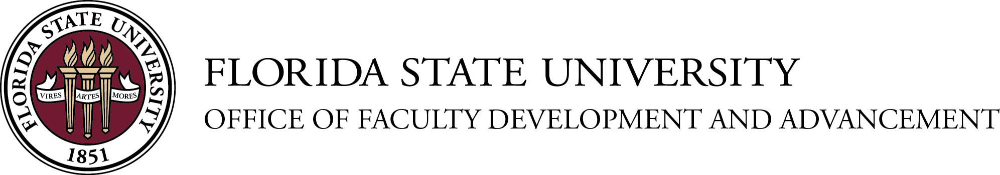 FLORIDA STATE UNIVERSITY
VIRES ARTES MORES
1851
FLORIDA STATE UNIVERSITY
OFFICE OF FACULTY DEVELOPMENT AND ADVANCEMENT